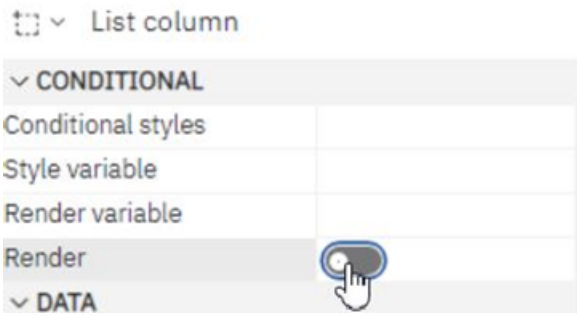 List column
CONDITIONAL
Conditional styles
Style variable
Render variable
Render
DATA